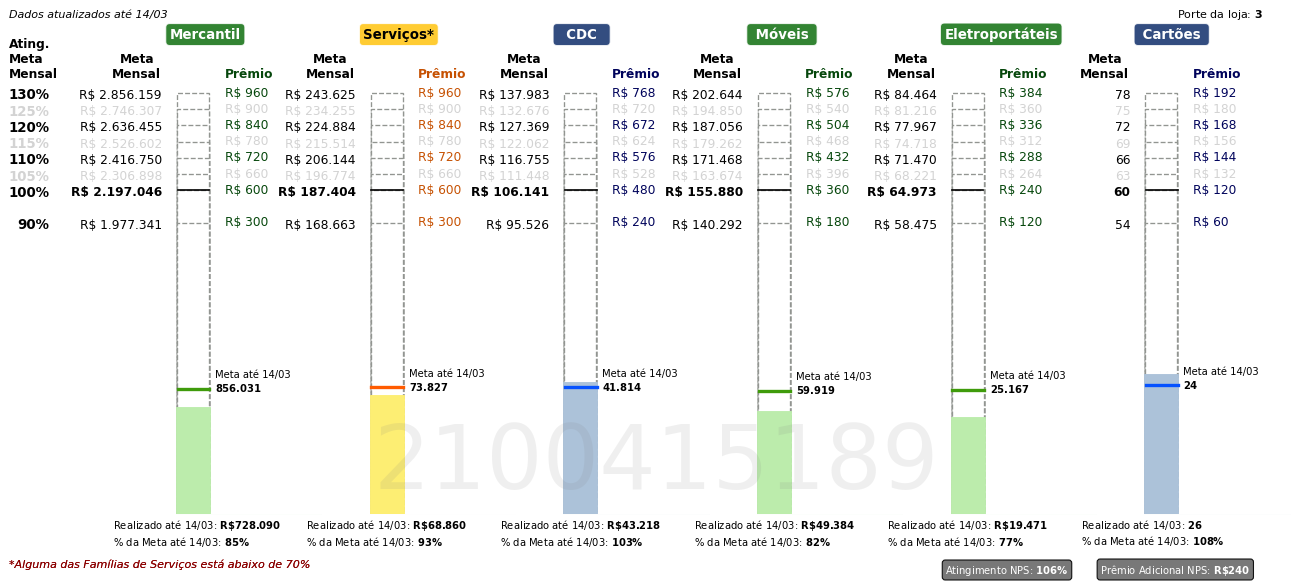 Dados atualizados até 14/03 Porte da loja: 3
Mercantil Serviços* CDC Móveis Eletroportáteis Cartões
Ating.
Meta Meta Meta Meta Meta Meta Meta
Mensal Mensal Prêmio Mensal Prêmio Mensal Prêmio Mensal Prêmio Mensal Prêmio Mensal Prêmio
130% R$ 2.856.159 R$ 960 R$ 243.625 R$ 960 R$ 137.983 R$ 768 R$ 202.644 R$ 576 R$ 84.464 R$ 384 78 R$ 192
125% R$ 2.746.307 R$ 900 R$ 234.255 R$ 900 R$ 132.676 R$ 720 R$ 194.850 R$ 540 R$ 81.216 R$ 360 75 R$ 180
120% R$ 2.636.455 R$ 840 R$ 224.884 R$ 840 R$ 127.369 R$ 672 R$ 187.056 R$ 504 R$ 77.967 R$ 336 72 R$ 168
115% R$ 2.526.602 R$ 780 R$ 215.514 R$ 780 R$ 122.062 R$ 624 R$ 179.262 R$ 468 R$ 74.718 R$ 312 69 R$ 156
110% R$ 2.416.750 R$ 720 R$ 206.144 R$ 720 R$ 116.755 R$ 576 R$ 171.468 R$ 432 R$ 71.470 R$ 288 66 R$ 144
105% R$ 2.306.898 R$ 660 R$ 196.774 R$ 660 R$ 111.448 R$ 528 R$ 163.674 R$ 396 R$ 68.221 R$ 264 63 R$ 132
100% R$ 2.197.046 R$ 600 R$ 187.404 R$ 600 R$ 106.141 R$ 480 R$ 155.880 R$ 360 R$ 64.973 R$ 240 60 R$ 120
90% R$ 1.977.341 R$ 300 R$ 168.663 R$ 300 R$ 95.526 R$ 240 R$ 140.292 R$ 180 R$ 58.475 R$ 120 54 R$ 60
Meta até 14/03 Meta até 14/03 Meta até 14/03 Meta até 14/03 Meta até 14/03 Meta até 14/03
856.031 73.827 41.814 59.919 25.167 24
2100415189
Realizado até 14/03: R$728.090 Realizado até 14/03: R$68.860 Realizado até 14/03: R$43.218 Realizado até 14/03: R$49.384 Realizado até 14/03: R$19.471 Realizado até 14/03: 26
% da Meta até 14/03: 85% % da Meta até 14/03: 93% % da Meta até 14/03: 103% % da Meta até 14/03: 82% % da Meta até 14/03: 77% % da Meta até 14/03: 108%
*Alguma das Famílias de Serviços está abaixo de 70% Atingimento NPS: 106% Prêmio Adicional NPS: R$240